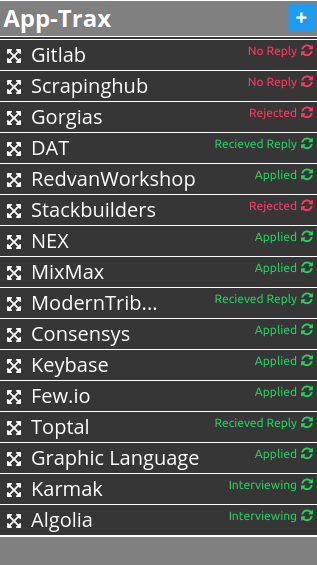 App-Trax +
Gitlab No Reply
Scrapinghub No Reply
Gorgias Rejected
DAT Recieved Reply
RedvanWorkshop Applied
Stackbuilders Rejected
NEX Applied
MixMax Applied
ModernTrib... Recieved Reply
Consensys Applied
Keybase Applied
Few.io Applied
Toptal Recieved Reply
Graphic Language Applied
Karmak Interviewing
Algolia Interviewing